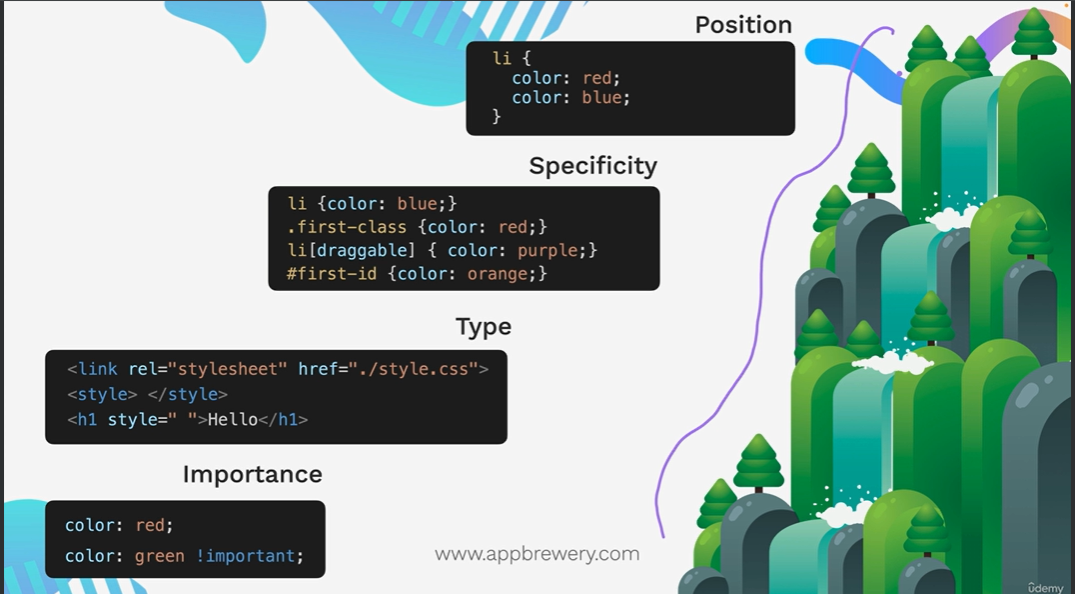 Position
li {
  color: red;
  color: blue;
}
Specificity
li {color: blue;}
.first-class {color: red;}
li[draggable] { color: purple;}
#first-id {color: orange;}
Type
<link rel="stylesheet" href="./style.css">
<style> </style>
<h1 style=" ">Hello</h1>
Importance
color: red;
color: green !important;
www.appbrewery.com
ûdemy